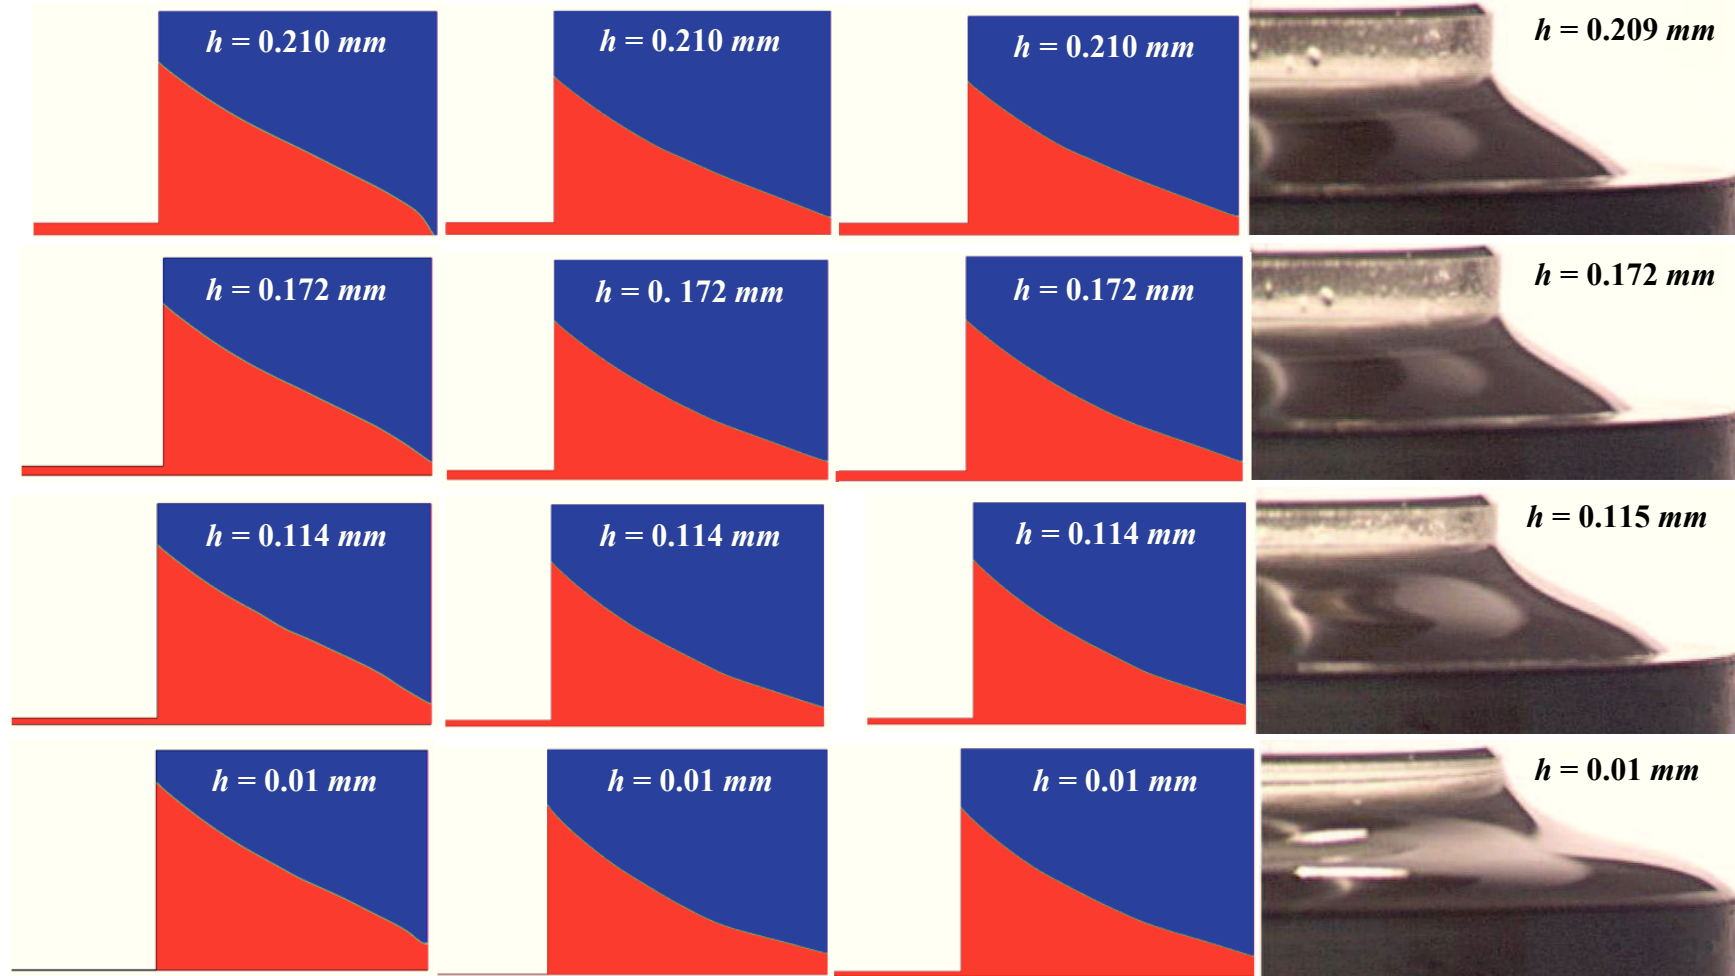 h = 0.210 mm
h = 0.210 mm
h = 0.210 mm
h = 0.209 mm
h = 0.172 mm
h = 0. 172 mm
h = 0.172 mm
h = 0.172 mm
h = 0.114 mm
h = 0.114 mm
h = 0.114 mm
h = 0.115 mm
h = 0.01 mm
h = 0.01 mm
h = 0.01 mm
h = 0.01 mm